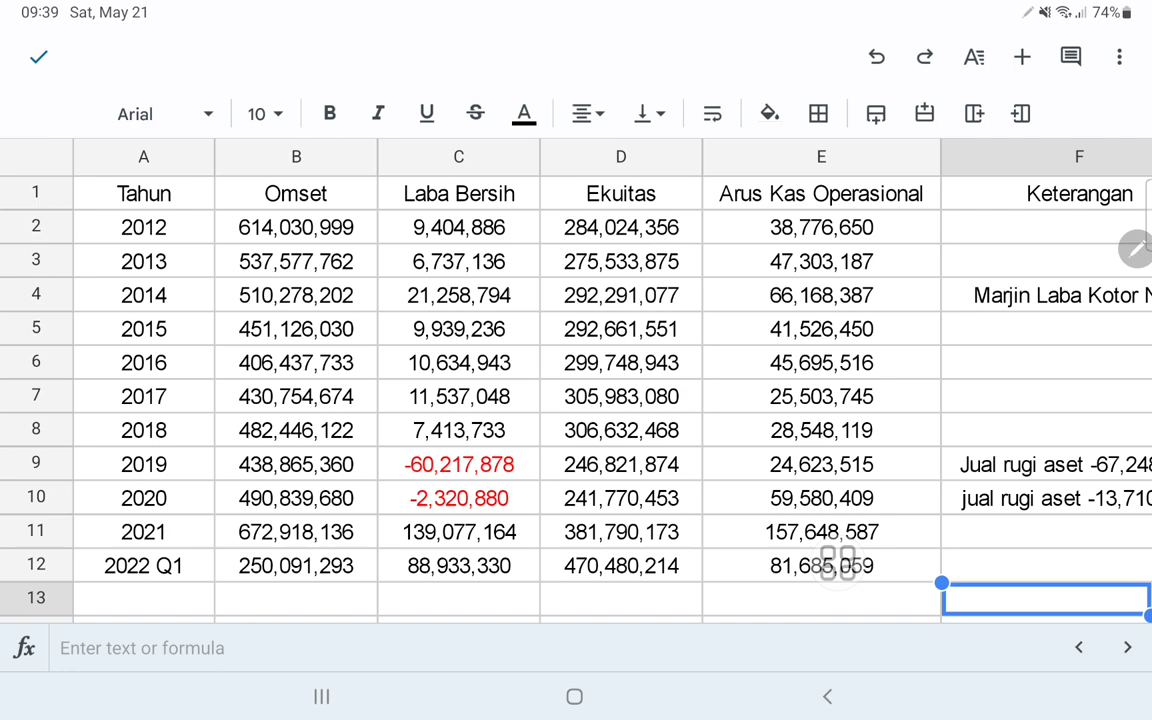 09:39 Sat, May 21 74%
B I U S A
Arial 10
A B C D E F
1 Tahun Omset Laba Bersih Ekuitas Arus Kas Operasional Keterangan
2 2012 614,030,999 9,404,886 284,024,356 38,776,650
3 2013 537,577,762 6,737,136 275,533,875 47,303,187
4 2014 510,278,202 21,258,794 292,291,077 66,168,387 Marjin Laba Kotor
5 2015 451,126,030 9,939,236 292,661,551 41,526,450
6 2016 406,437,733 10,634,943 299,748,943 45,695,516
7 2017 430,754,674 11,537,048 305,983,080 25,503,745
8 2018 482,446,122 7,413,733 306,632,468 28,548,119
9 2019 438,865,360 -60,217,878 246,821,874 24,623,515 Jual rugi aset -67,248
10 2020 490,839,680 -2,320,880 241,770,453 59,580,409 jual rugi aset -13,710
11 2021 672,918,136 139,077,164 381,790,173 157,648,587
12 2022 Q1 250,091,293 88,933,330 470,480,214
13
fx Enter text or formula